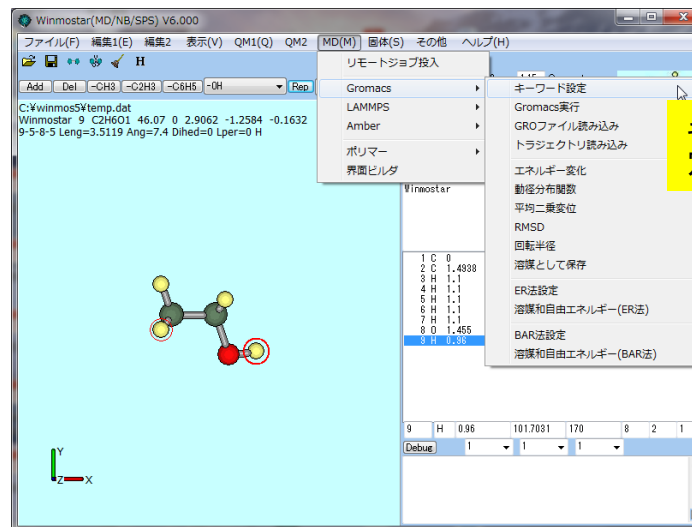 Winmostar(MD/NB/SPS) V6.000
ファイル(F) 編集1(E) 編集2 表示(V) QM1(Q) QM2 MD(M) 固体(S) その他 ヘルプ(H)
H
Add Del -CH3 -C2H3 -C6H5 -OH Rep
C:¥winmos5¥temp.dat
Winmostar 9 C2H6O1 46.07 0 2.9062 -1.2584 -0.1632
9-5-8-5 Leng=3.5119 Ang=7.4 Dihed=0 Lper=0 H
リモートジョブ投入
Gromacs
LAMMPS
Amber
ポリマー
界面ビルダ
キーワード設定
Gromacs実行
GROファイル読み込み
トラジェクトリ読み込み
エネルギー変化
動径分布関数
平均二乗変位
RMSD
回転半径
溶媒として保存
ER法設定
溶媒和自由エネルギー(ER法)
BAR法設定
溶媒和自由エネルギー(BAR法)
Winmostar
1 C 0
2 C 1.4938
3 H 1.1
4 H 1.1
5 H 1.1
6 H 1.1
7 H 1.1
8 O 1.455
9 H 0.96
9 H 0.96 101.7031 170 8 2 1
Debug 1 1 1
Y
Z X